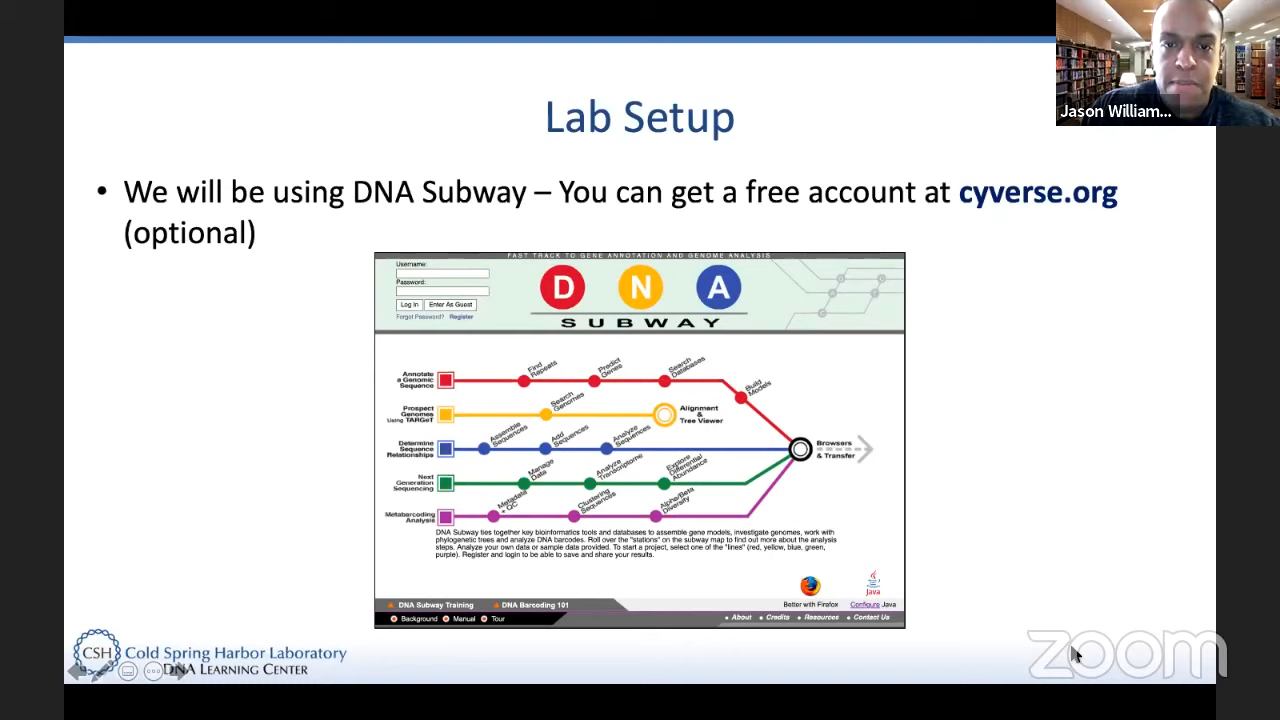 Jason William...
Lab Setup
• We will be using DNA Subway – You can get a free account at cyverse.org
(optional)
FAST TRACK TO GENE ANNOTATION AND GENOME ANALYSIS
Username:
Password:
Log In Enter As Guest
Forgot Password? Register
D N A
SUBWAY
Annotate
a Genomic
Sequence
Find
Repeats
Predict
Genes
Search
Databases
Build
Models
Prospect
Genomes
Using TARGeT
Search
Genomes
Alignment
&
Tree Viewer
Determine
Sequence
Relationships
Assemble
Sequences
Add
Sequences
Analyze
Sequences
Browsers
& Transfer
Next
Generation
Sequencing
Manage
Data
Analyze
Transcriptome
Explore
Differential
Abundance
Metabarcoding
Analysis
Metadata
+ QC
Clustering
Sequences
Alpha/Beta
Diversity
DNA Subway ties together key bioinformatics tools and databases to assemble gene models, investigate genomes, work with
phylogenetic trees and analyze DNA barcodes. Roll over the "stations" on the subway map to find out more about the analysis
steps. Analyze your own data or sample data provided. To start a project, select one of the "lines" (red, yellow, blue, green,
purple). Register and login to be able to save and share your results.
Java
Better with Firefox Configure Java
DNA Subway Training DNA Barcoding 101
Background Manual Tour
• About • Credits • Resources • Contact Us
CSH Cold Spring Harbor Laboratory
DNA LEARNING CENTER
zoom